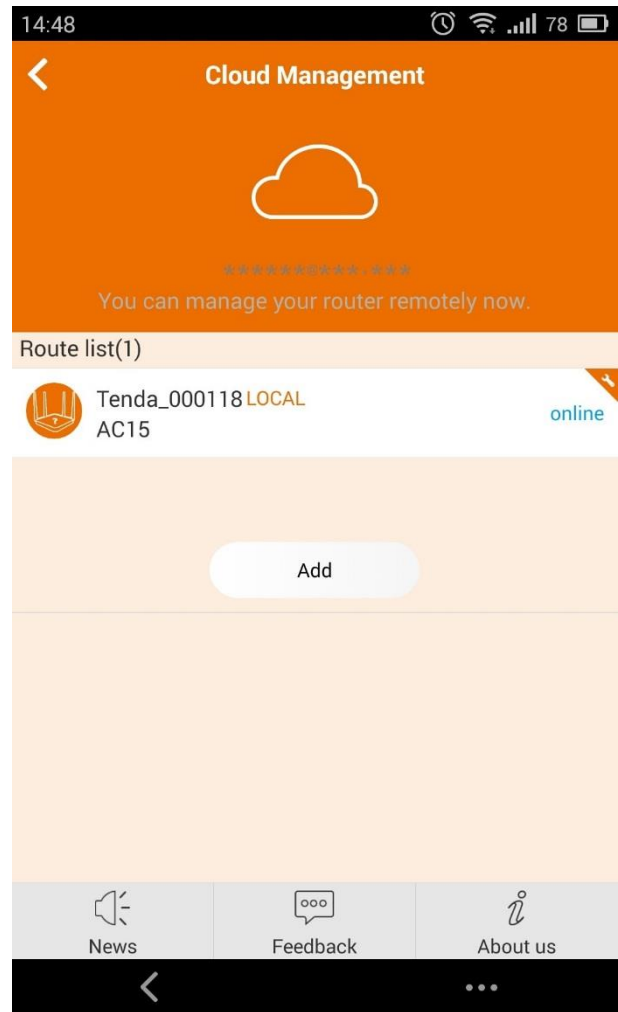 14:48
78
Cloud Management
******@***.***
You can manage your router remotely now.
Route list(1)
Tenda_000118 LOCAL
AC15
online
Add
News
Feedback
About us